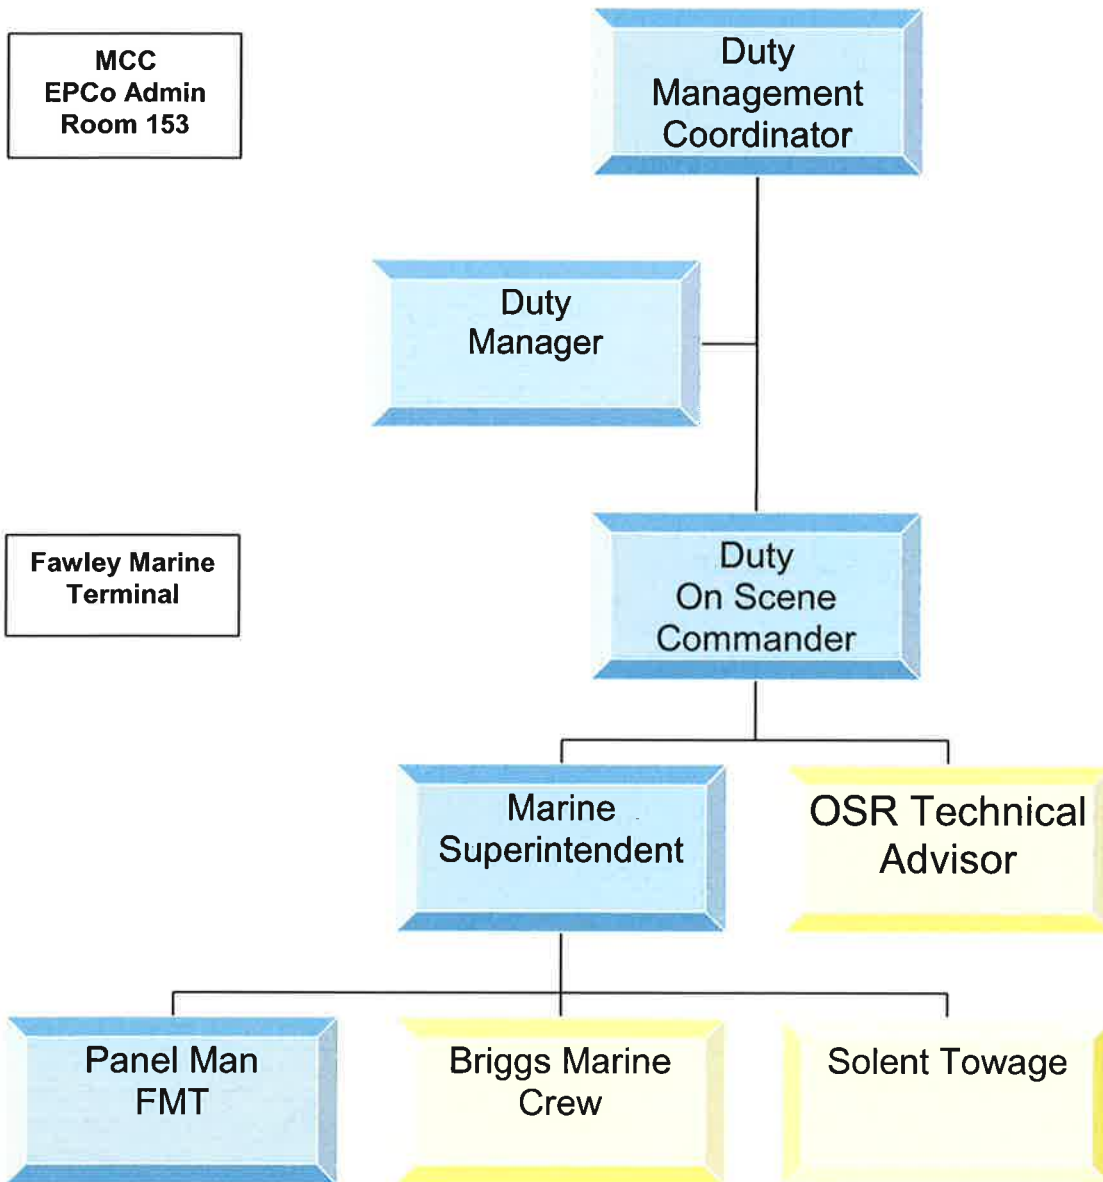 MCC
EPCo Admin
Room 153
Duty
Management
Coordinator
Duty
Manager
Fawley Marine
Terminal
Duty
On Scene
Commander
Marine
Superintendent
OSR Technical
Advisor
Panel Man
FMT
Briggs Marine
Crew
Solent Towage